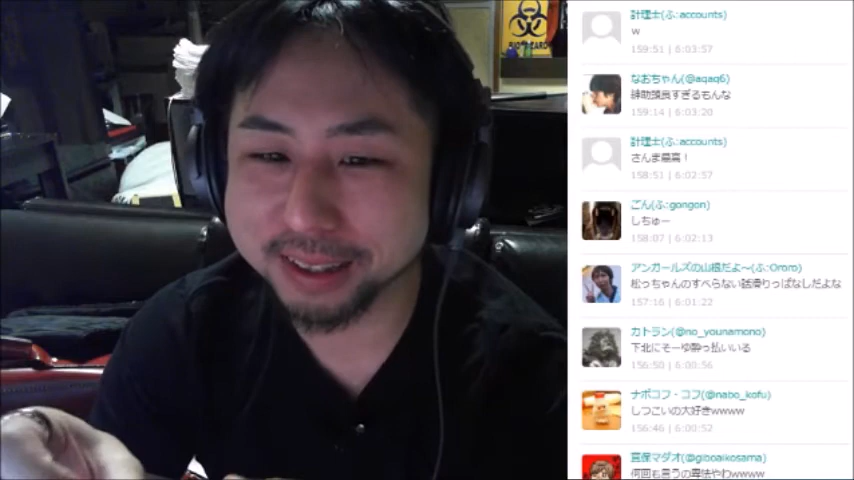 BIOHAZARD
計理士(ふ:accounts)
w
159:51 | 6:03:57
なおちゃん(@aqaq6)
紳助頭良すぎるもんな
159:14 | 6:03:20
計理士(ふ:accounts)
さんま最高！
158:51 | 6:02:57
ごん(ふ:gongon)
しちゅー
158:07 | 6:02:13
アンガールズの山根だよ～(ふ:Ororo)
松っちゃんのすべらない話滑りっぱなしだよな
157:16 | 6:01:22
カトラン(@no_younamono)
下北にそーゆ酔っ払いいる
156:50 | 6:00:56
ナポコフ・コフ(@nabo_kofu)
しつこいの大好きwwww
156:46 | 6:00:52
宜保マダオ(@giboaikosama)
何回も言うの卑怯やわwwww